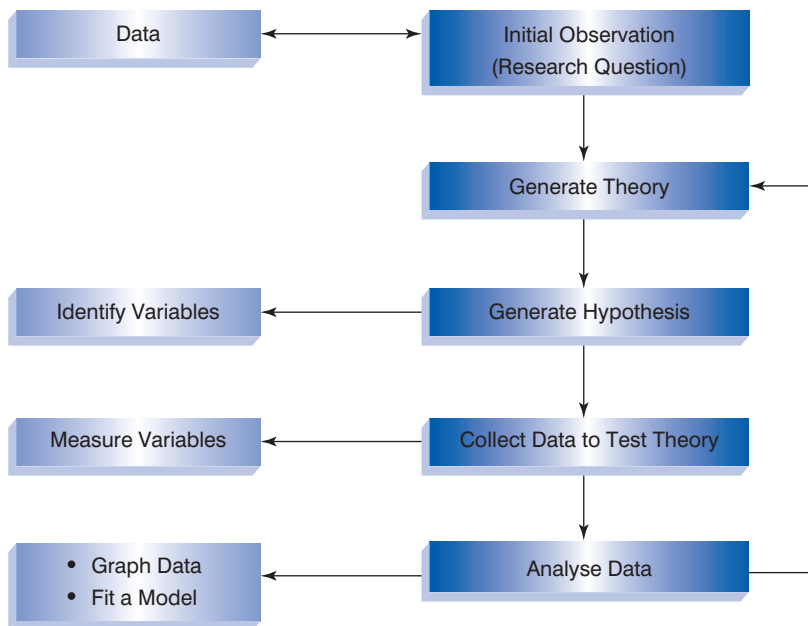 Data
Initial Observation
(Research Question)
Generate Theory
Identify Variables
Generate Hypothesis
Measure Variables
Collect Data to Test Theory
• Graph Data
• Fit a Model
Analyse Data